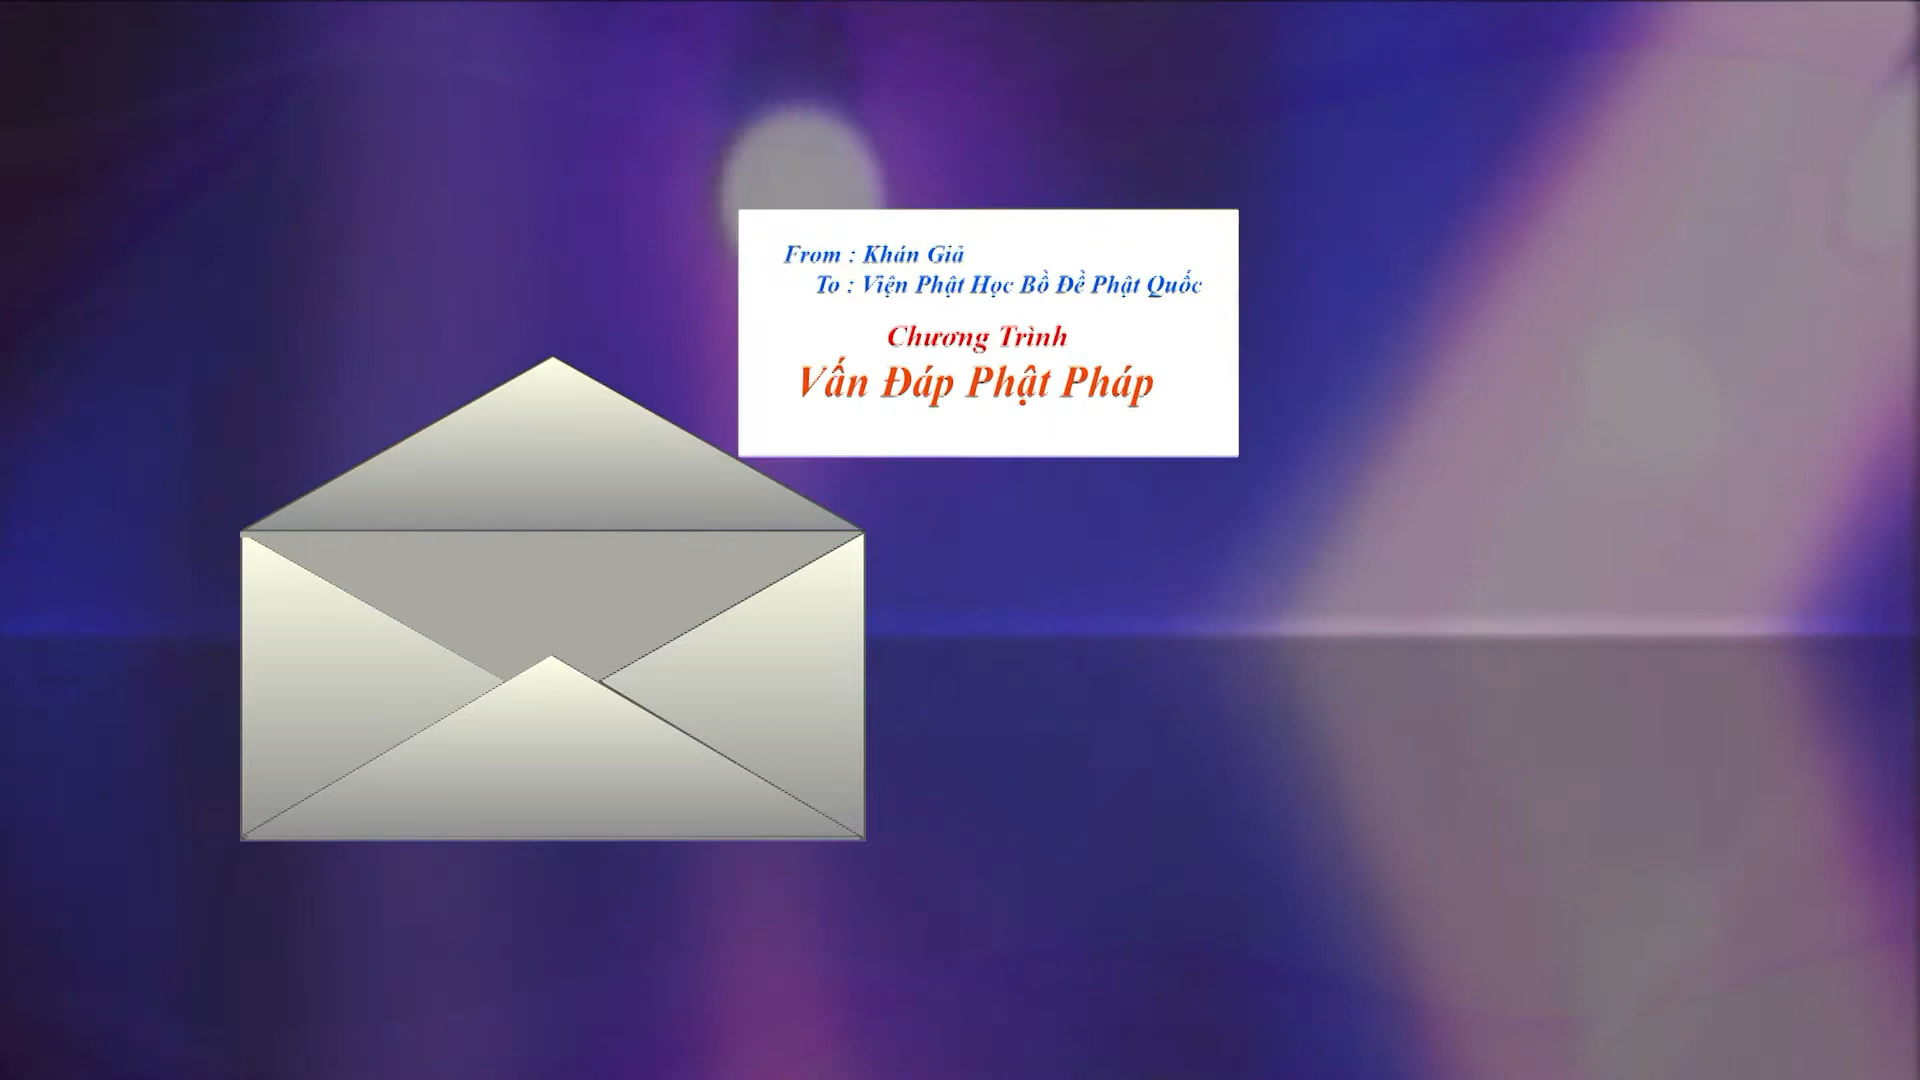 From : Khán Giả
To : Viện Phật Học Bồ Đề Phật Quốc
Chương Trình
Vấn Đáp Phật Pháp